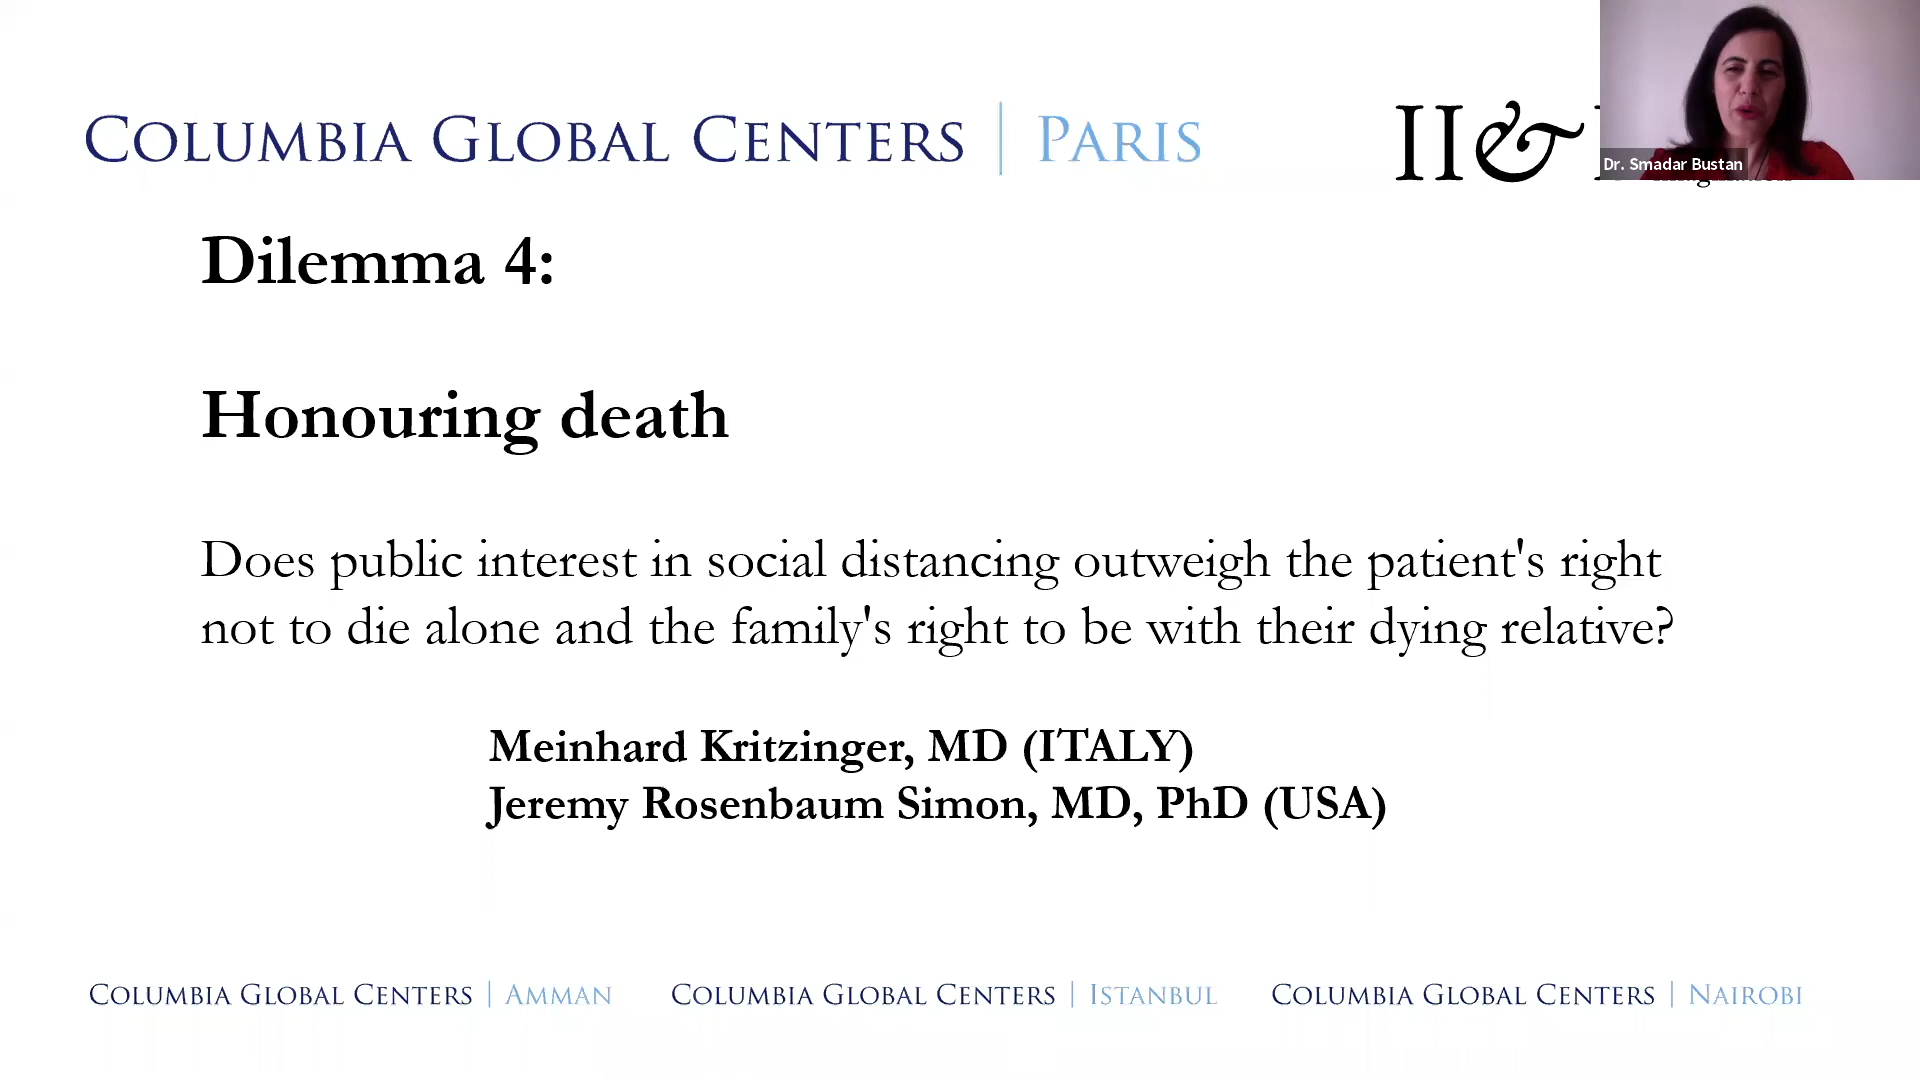 COLUMBIA GLOBAL CENTERS | PARIS
II&
Dr. Smadar Bustan
Dilemma 4:
Honouring death
Does public interest in social distancing outweigh the patient's right
not to die alone and the family's right to be with their dying relative?
Meinhard Kritzinger, MD (ITALY)
Jeremy Rosenbaum Simon, MD, PhD (USA)
COLUMBIA GLOBAL CENTERS | AMMAN
COLUMBIA GLOBAL CENTERS | ISTANBUL
COLUMBIA GLOBAL CENTERS | NAIROBI